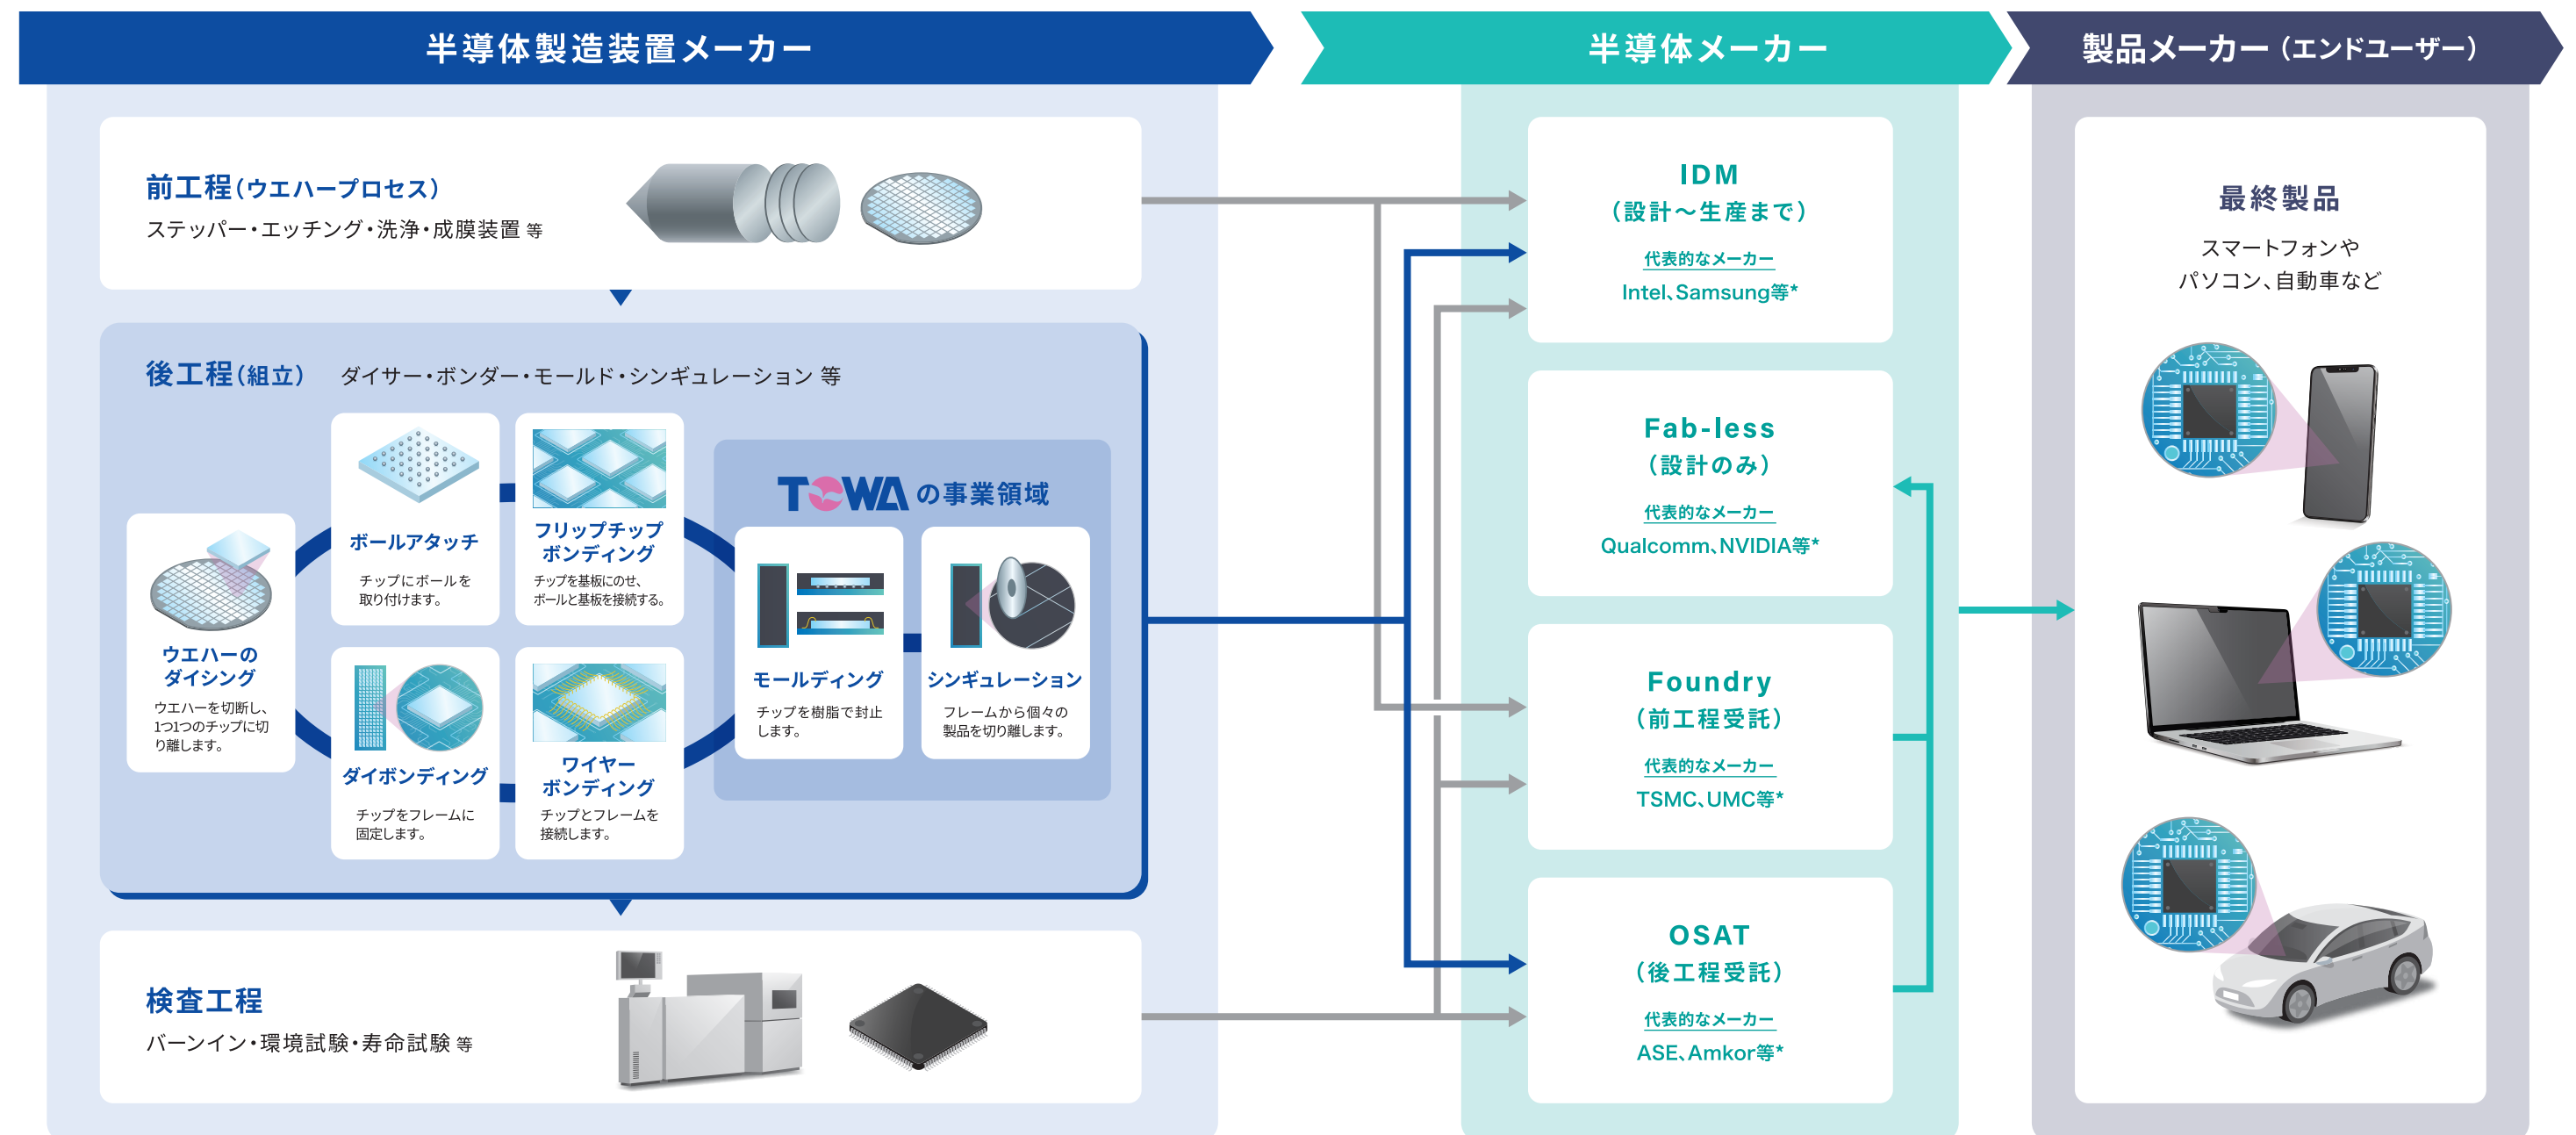 半導体製造装置メーカー
半導体メーカー
製品メーカー（エンドユーザー）
前工程（ウエハープロセス）
ステッパー・エッチング・洗浄・成膜装置 等
後工程（組立）
ダイサー・ボンダー・モールド・シンギュレーション 等
ウエハーの
ダイシング
ウエハーを切断し、
1つ1つのチップに切
り離します。
ボールアタッチ
チップにボールを
取り付けます。
フリップチップ
ボンディング
チップを基板にのせ、
ボールと基板を接続する。
ダイボンディング
チップをフレームに
固定します。
ワイヤー
ボンディング
チップとフレームを
接続します。
TOWAの事業領域
モールディング
チップを樹脂で封止
します。
シンギュレーション
フレームから個々の
製品を切り離します。
検査工程
バーンイン・環境試験・寿命試験 等
IDM
（設計～生産まで）
代表的なメーカー
Intel、Samsung等*
Fab-less
（設計のみ）
代表的なメーカー
Qualcomm、NVIDIA等*
Foundry
（前工程受託）
代表的なメーカー
TSMC、UMC等*
OSAT
（後工程受託）
代表的なメーカー
ASE、Amkor等*
最終製品
スマートフォンや
パソコン、自動車など